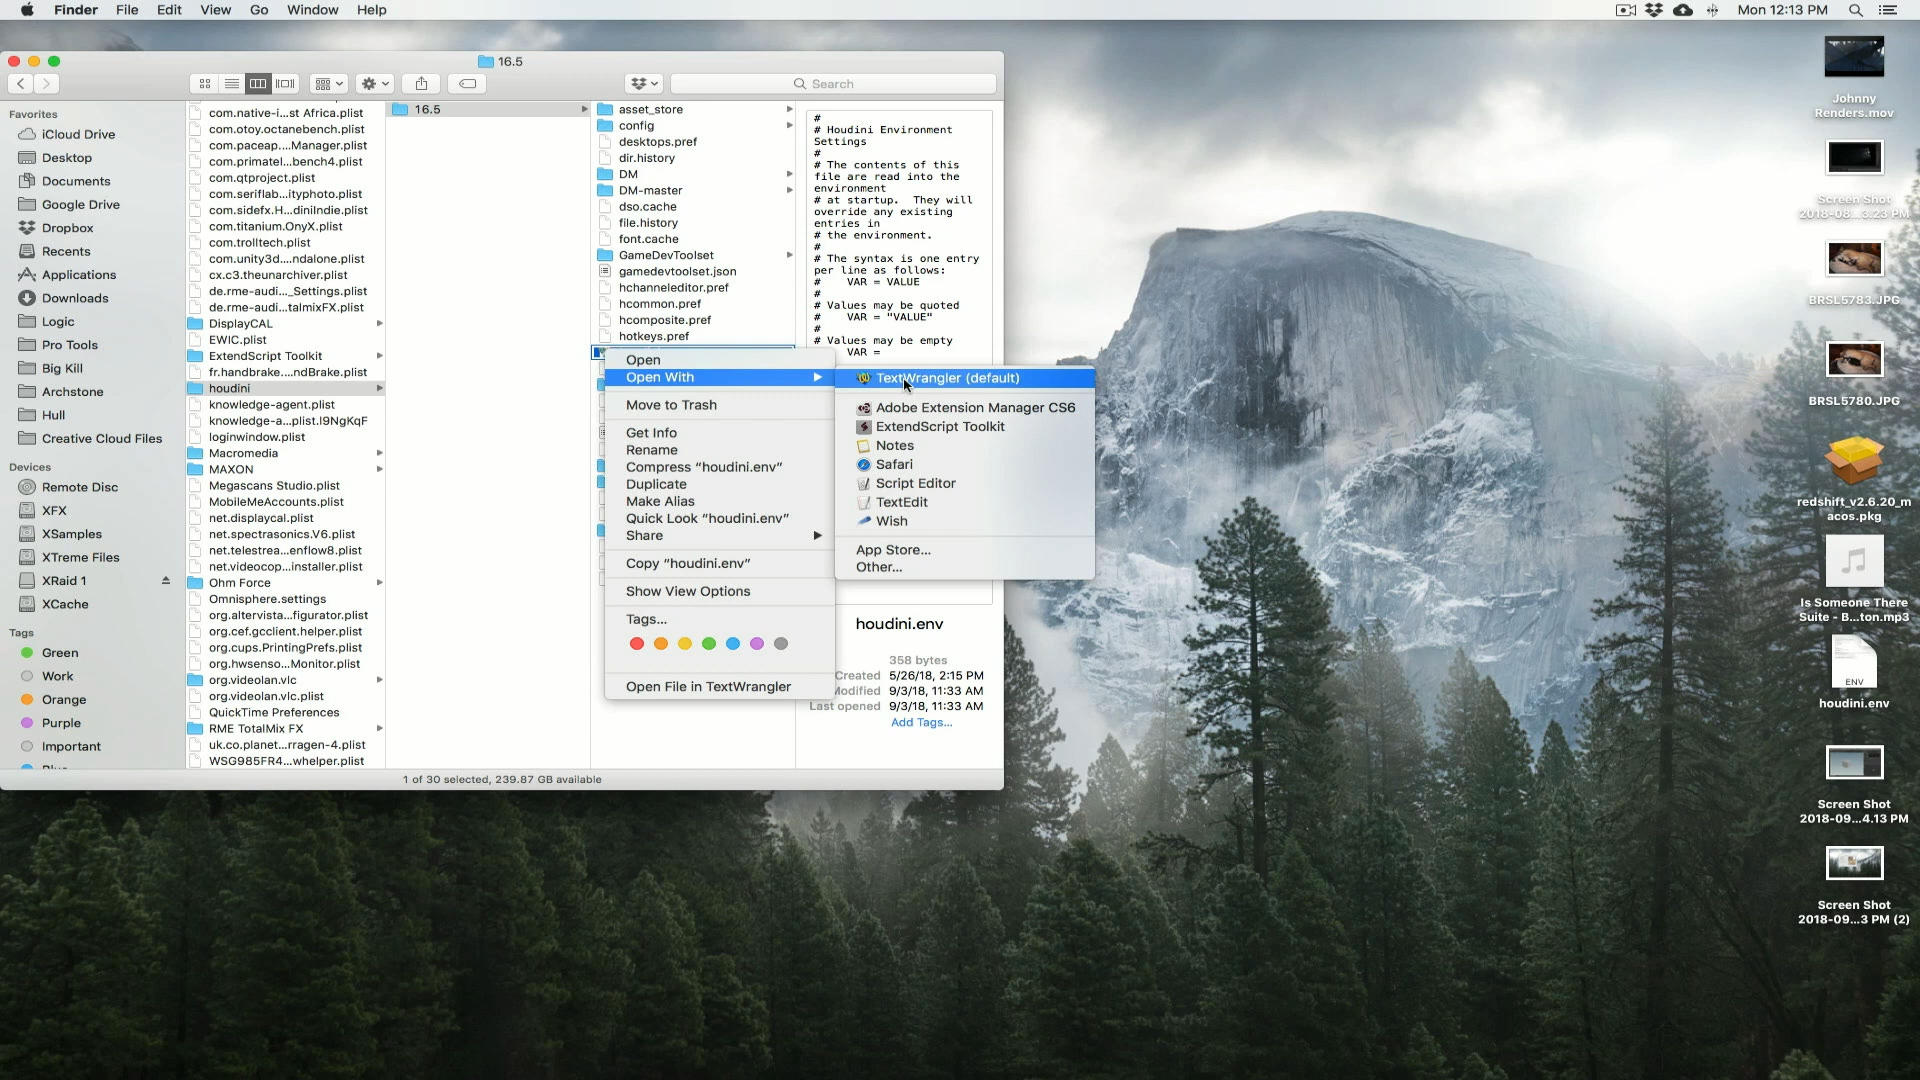 Finder File Edit View Go Window Help
Mon 12:13 PM
16.5
Search
Favorites
iCloud Drive
Desktop
Documents
Google Drive
Dropbox
Recents
Applications
Downloads
Logic
Pro Tools
Big Kill
Archstone
Hull
Creative Cloud Files
Devices
Remote Disc
XFX
XSamples
XTreme Files
XRaid 1
XCache
Tags
Green
Work
Orange
Purple
Important
com.native-i...st Africa.plist
com.otoy.octanebench.plist
com.paceap....Manager.plist
com.primatel...bench4.plist
com.qtproject.plist
com.seriflab...ityphoto.plist
com.sidefx.H...diniIndie.plist
com.titanium.OnyX.plist
com.trolltech.plist
com.unity3d....ndalone.plist
cx.c3.theunarchiver.plist
de.rme-audi..._Settings.plist
de.rme-audi...talmixFX.plist
DisplayCAL
EWIC.plist
ExtendScript Toolkit
fr.handbrake....ndBrake.plist
houdini
knowledge-agent.plist
knowledge-a...plist.I9NgKqF
loginwindow.plist
Macromedia
MAXON
Megascans Studio.plist
MobileMeAccounts.plist
net.displaycal.plist
net.spectrasonics.V6.plist
net.telestrea...enflow8.plist
net.videocop...installer.plist
Ohm Force
Omnisphere.settings
org.altervista...figurator.plist
org.cef.gcclient.helper.plist
org.cups.PrintingPrefs.plist
org.hwsenso...Monitor.plist
org.videolan.vlc
org.videolan.vlc.plist
QuickTime Preferences
RME TotalMix FX
uk.co.planet...rragen-4.plist
WSG985FR4...whelper.plist
16.5
asset_store
config
desktops.pref
dir.history
DM
DM-master
dso.cache
file.history
font.cache
GameDevToolset
gamedevtoolset.json
hchanneleditor.pref
hcommon.pref
hcomposite.pref
hotkeys.pref
#
# Houdini Environment
Settings
#
# The contents of this
file are read into the
environment
# at startup. They will
override any existing
entries in
# the environment.
#
# The syntax is one entry
per line as follows:
# VAR = VALUE
#
# Values may be quoted
# VAR = "VALUE"
#
# Values may be empty
# VAR =
Open
Open With
Move to Trash
Get Info
Rename
Compress “houdini.env”
Duplicate
Make Alias
Quick Look “houdini.env”
Share
Copy “houdini.env”
Show View Options
Tags...
Open File in TextWrangler
TextWrangler (default)
Adobe Extension Manager CS6
ExtendScript Toolkit
Notes
Safari
Script Editor
TextEdit
Wish
App Store...
Other...
houdini.env
358 bytes
Created 5/26/18, 2:15 PM
Modified 9/3/18, 11:33 AM
Last opened 9/3/18, 11:33 AM
Add Tags...
1 of 30 selected, 239.87 GB available
Johnny
Renders.mov
Screen Shot
2018-08...3.23 PM
BRSL5783.JPG
BRSL5780.JPG
redshift_v2.6.20_m
acos.pkg
Is Someone There
Suite - B...ton.mp3
ENV
houdini.env
Screen Shot
2018-09...4.13 PM
Screen Shot
2018-09...3 PM (2)